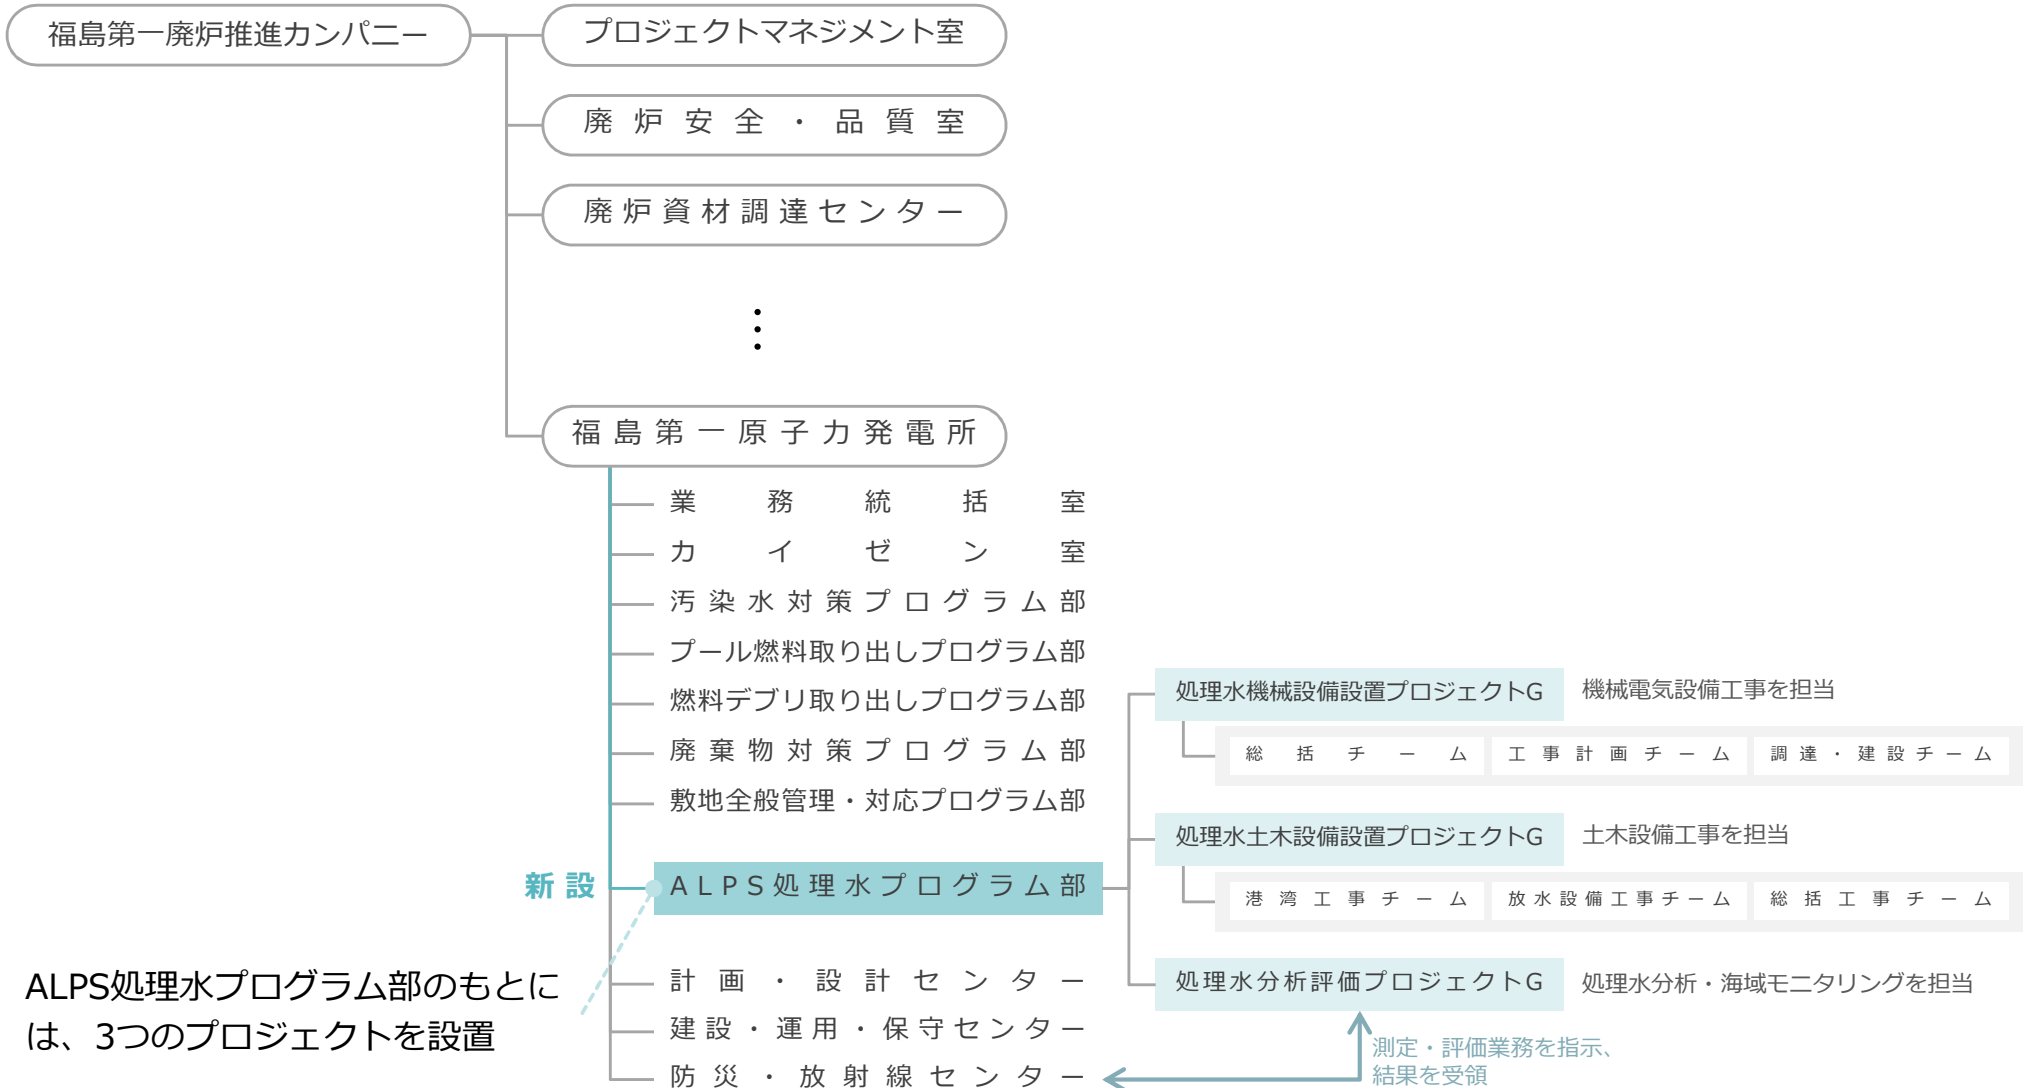 福島第一廃炉推進カンパニー
プロジェクトマネジメント室
廃炉安全・品質室
廃炉資材調達センター
⋮
福島第一原子力発電所
業務統括室
カイゼン室
汚染水対策プログラム部
プール燃料取り出しプログラム部
燃料デブリ取り出しプログラム部
廃棄物対策プログラム部
敷地全般管理・対応プログラム部
新設
ALPS処理水プログラム部
計画・設計センター
建設・運用・保守センター
防災・放射線センター
ALPS処理水プログラム部のもとに
は、3つのプロジェクトを設置
処理水機械設備設置プロジェクトG
機械電気設備工事を担当
総括チーム
工事計画チーム
調達・建設チーム
処理水土木設備設置プロジェクトG
土木設備工事を担当
港湾工事チーム
放水設備工事チーム
総括工事チーム
処理水分析評価プロジェクトG
処理水分析・海域モニタリングを担当
測定・評価業務を指示、
結果を受領